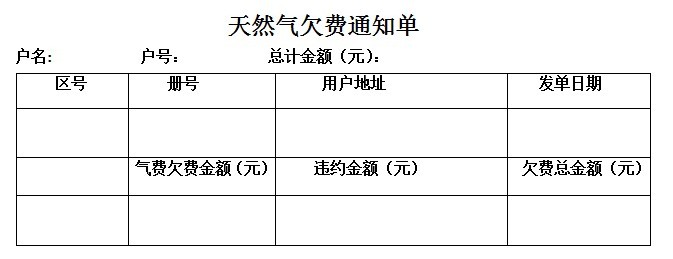 天然气欠费通知单
户名: 户号: 总计金额（元）:
区号 册号 用户地址 发单日期
气费欠费金额（元） 违约金额（元） 欠费总金额（元）